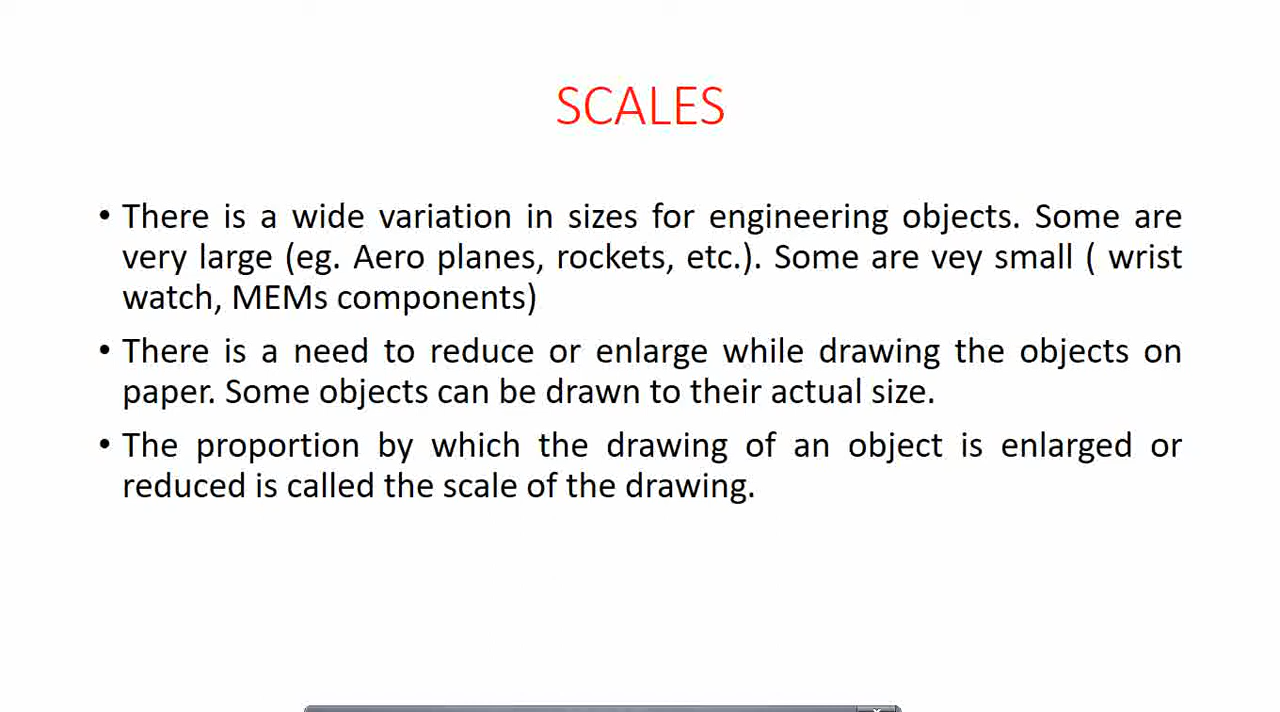 SCALES
• There is a wide variation in sizes for engineering objects. Some are
very large (eg. Aero planes, rockets, etc.). Some are vey small ( wrist
watch, MEMs components)
• There is a need to reduce or enlarge while drawing the objects on
paper. Some objects can be drawn to their actual size.
• The proportion by which the drawing of an object is enlarged or
reduced is called the scale of the drawing.